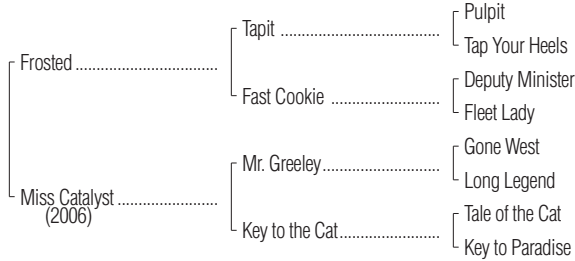 Pulpit
Tapit ....................................
Tap Your Heels
Frosted ................................
Deputy Minister
Fast Cookie .........................
Fleet Lady
Gone West
Mr. Greeley..........................
Long Legend
Miss Catalyst .......................
(2006)
Tale of the Cat
Key to the Cat.......................
Key to Paradise